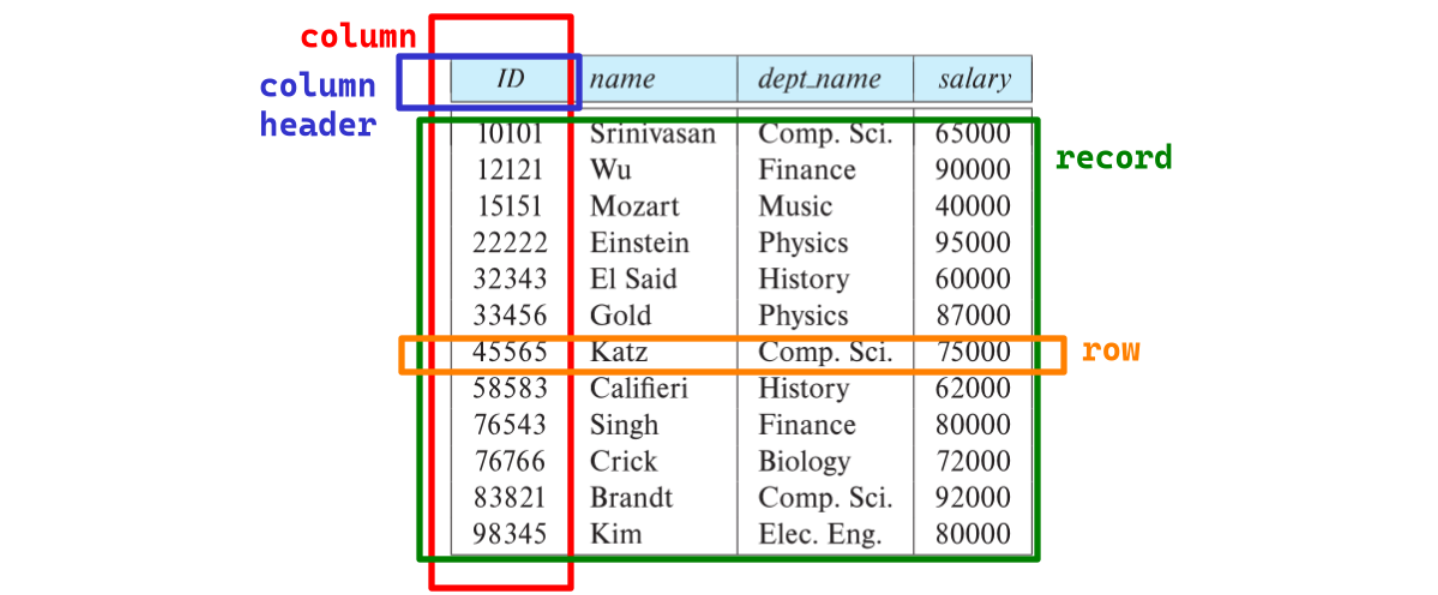 column
column
header
ID name dept_name salary
10101 Srinivasan Comp. Sci. 65000
record
12121 Wu Finance 90000
15151 Mozart Music 40000
22222 Einstein Physics 95000
32343 El Said History 60000
33456 Gold Physics 87000
45565 Katz Comp. Sci. 75000 row
58583 Califieri History 62000
76543 Singh Finance 80000
76766 Crick Biology 72000
83821 Brandt Comp. Sci. 92000
98345 Kim Elec. Eng. 80000